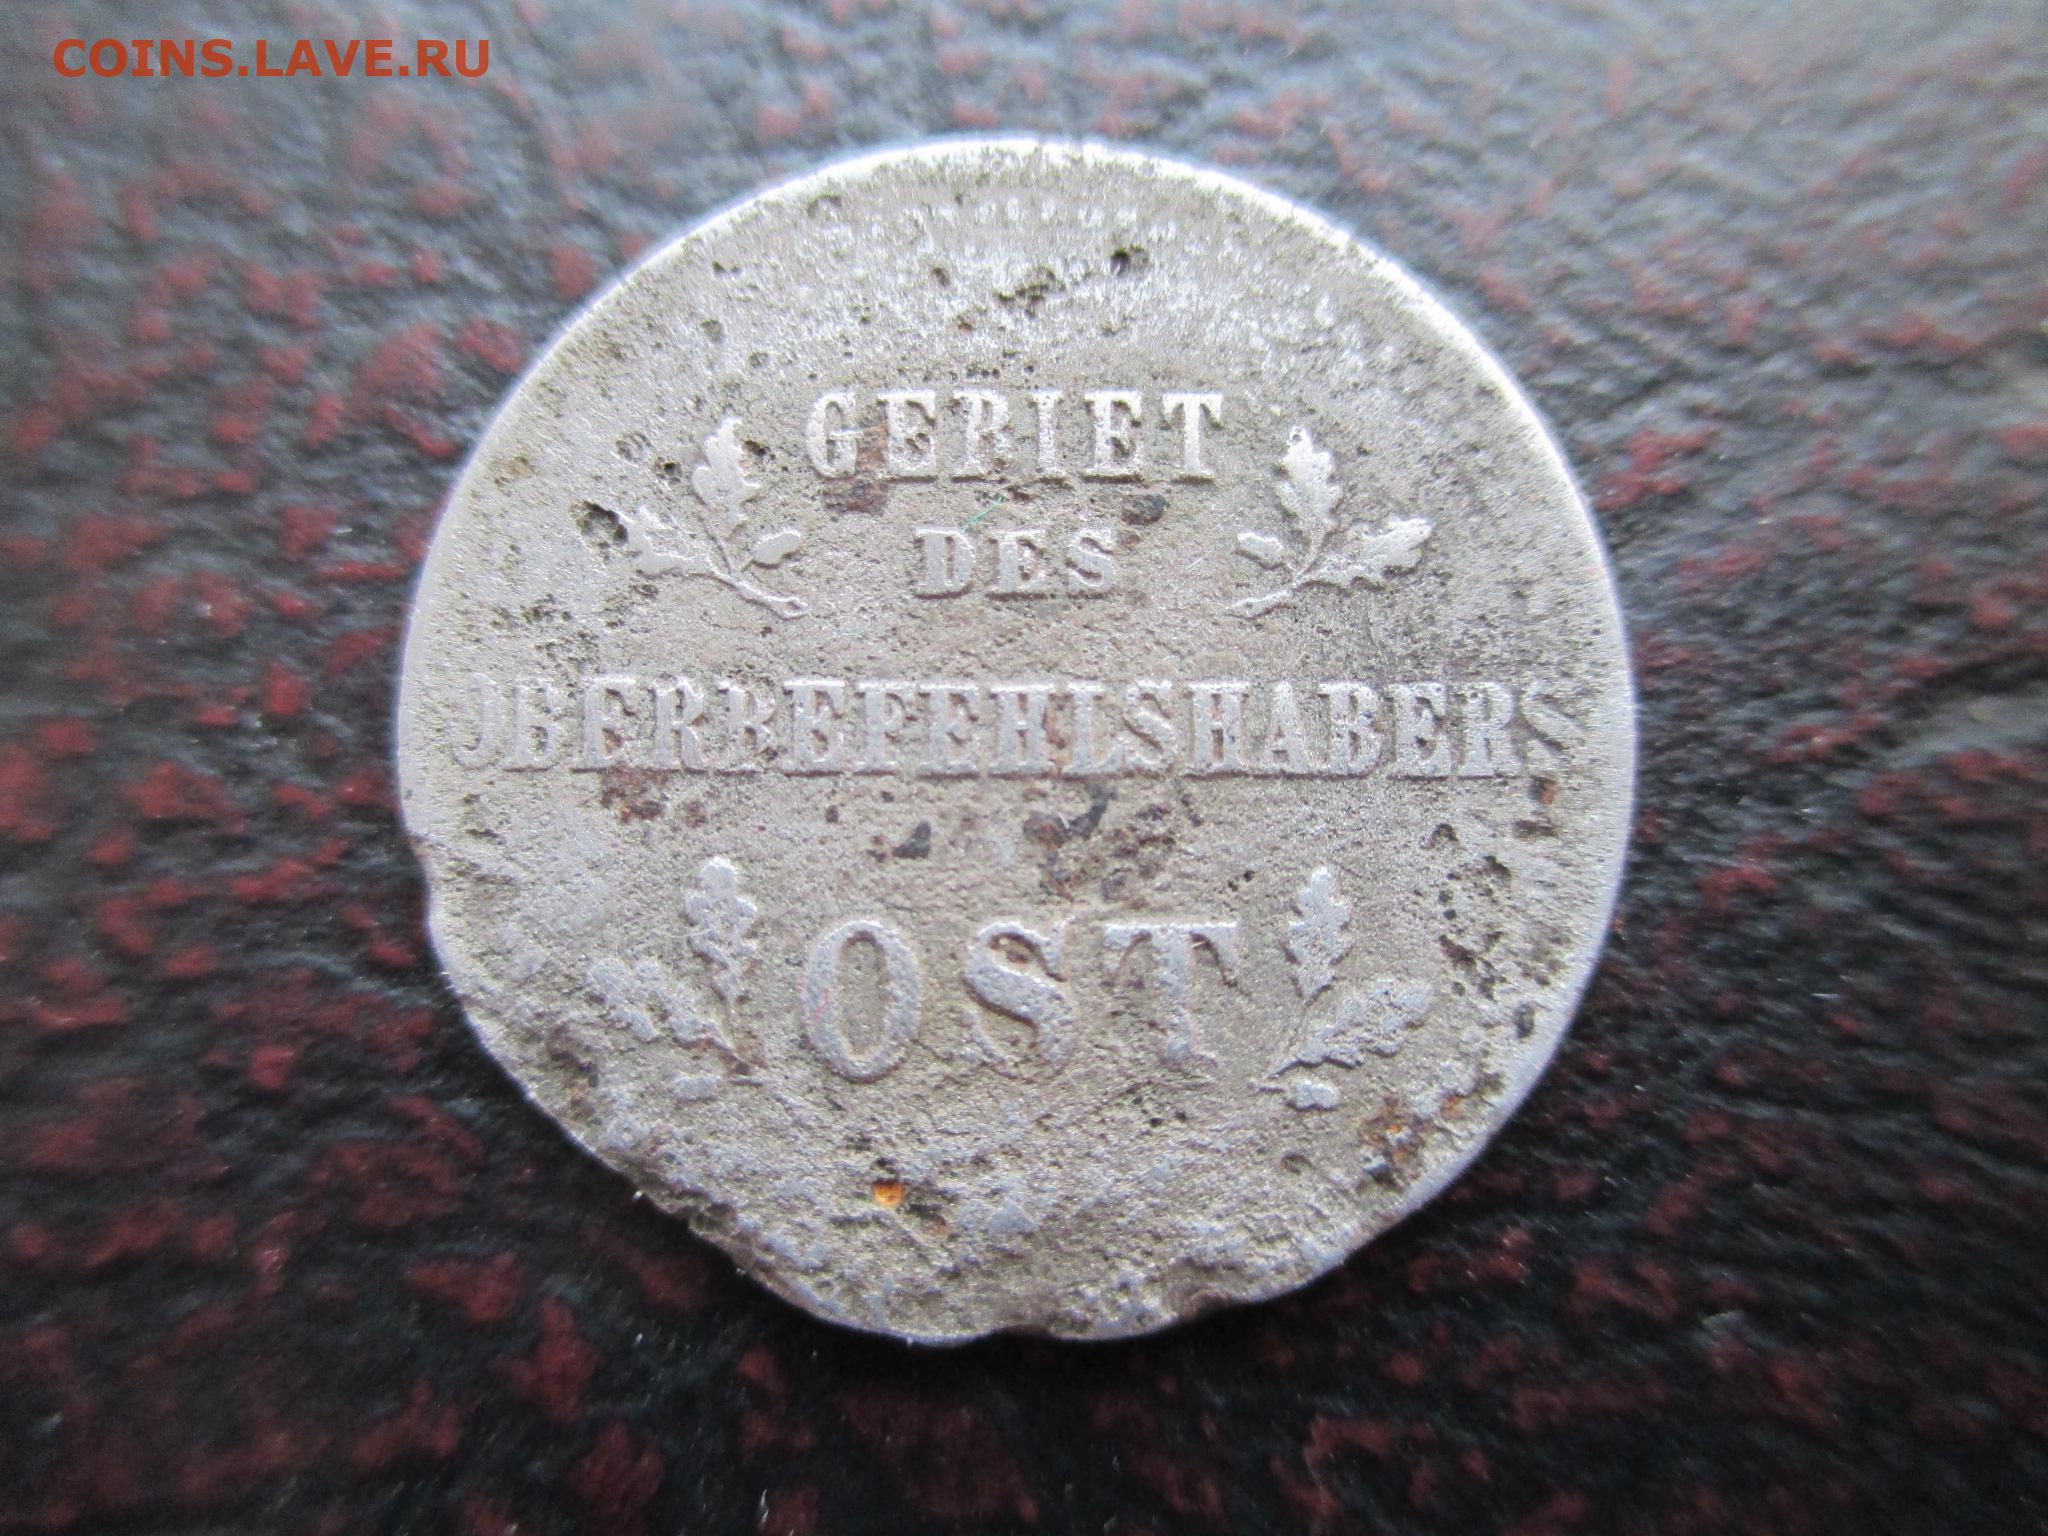 COINS.LAVE.RU
GEBIET
DES
OBERBEFEHLSHABERS
OST